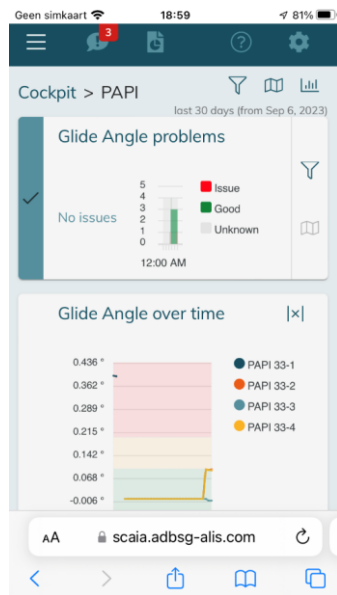 Geen simkaart 18:59 81%
3
Cockpit > PAPI
last 30 days (from Sep 6, 2023)
Glide Angle problems
No issues
5
4
3
2
1
0
12:00 AM
Issue
Good
Unknown
Glide Angle over time
|×|
0.436 °
0.362 °
0.289 °
0.215 °
0.142 °
0.068 °
-0.006 °
PAPI 33-1
PAPI 33-2
PAPI 33-3
PAPI 33-4
AA scaia.adbsg-alis.com